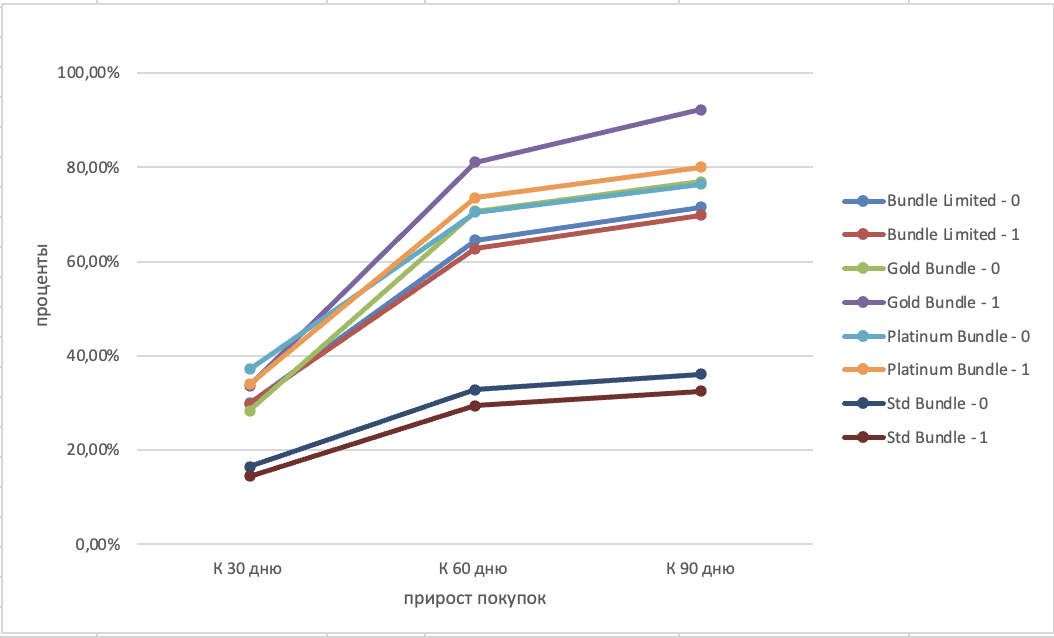 100,00%
80,00%
60,00%
40,00%
20,00%
0,00%
проценты
К 30 дню
К 60 дню
К 90 дню
прирост покупок
Bundle Limited - 0
Bundle Limited - 1
Gold Bundle - 0
Gold Bundle - 1
Platinum Bundle - 0
Platinum Bundle - 1
Std Bundle - 0
Std Bundle - 1